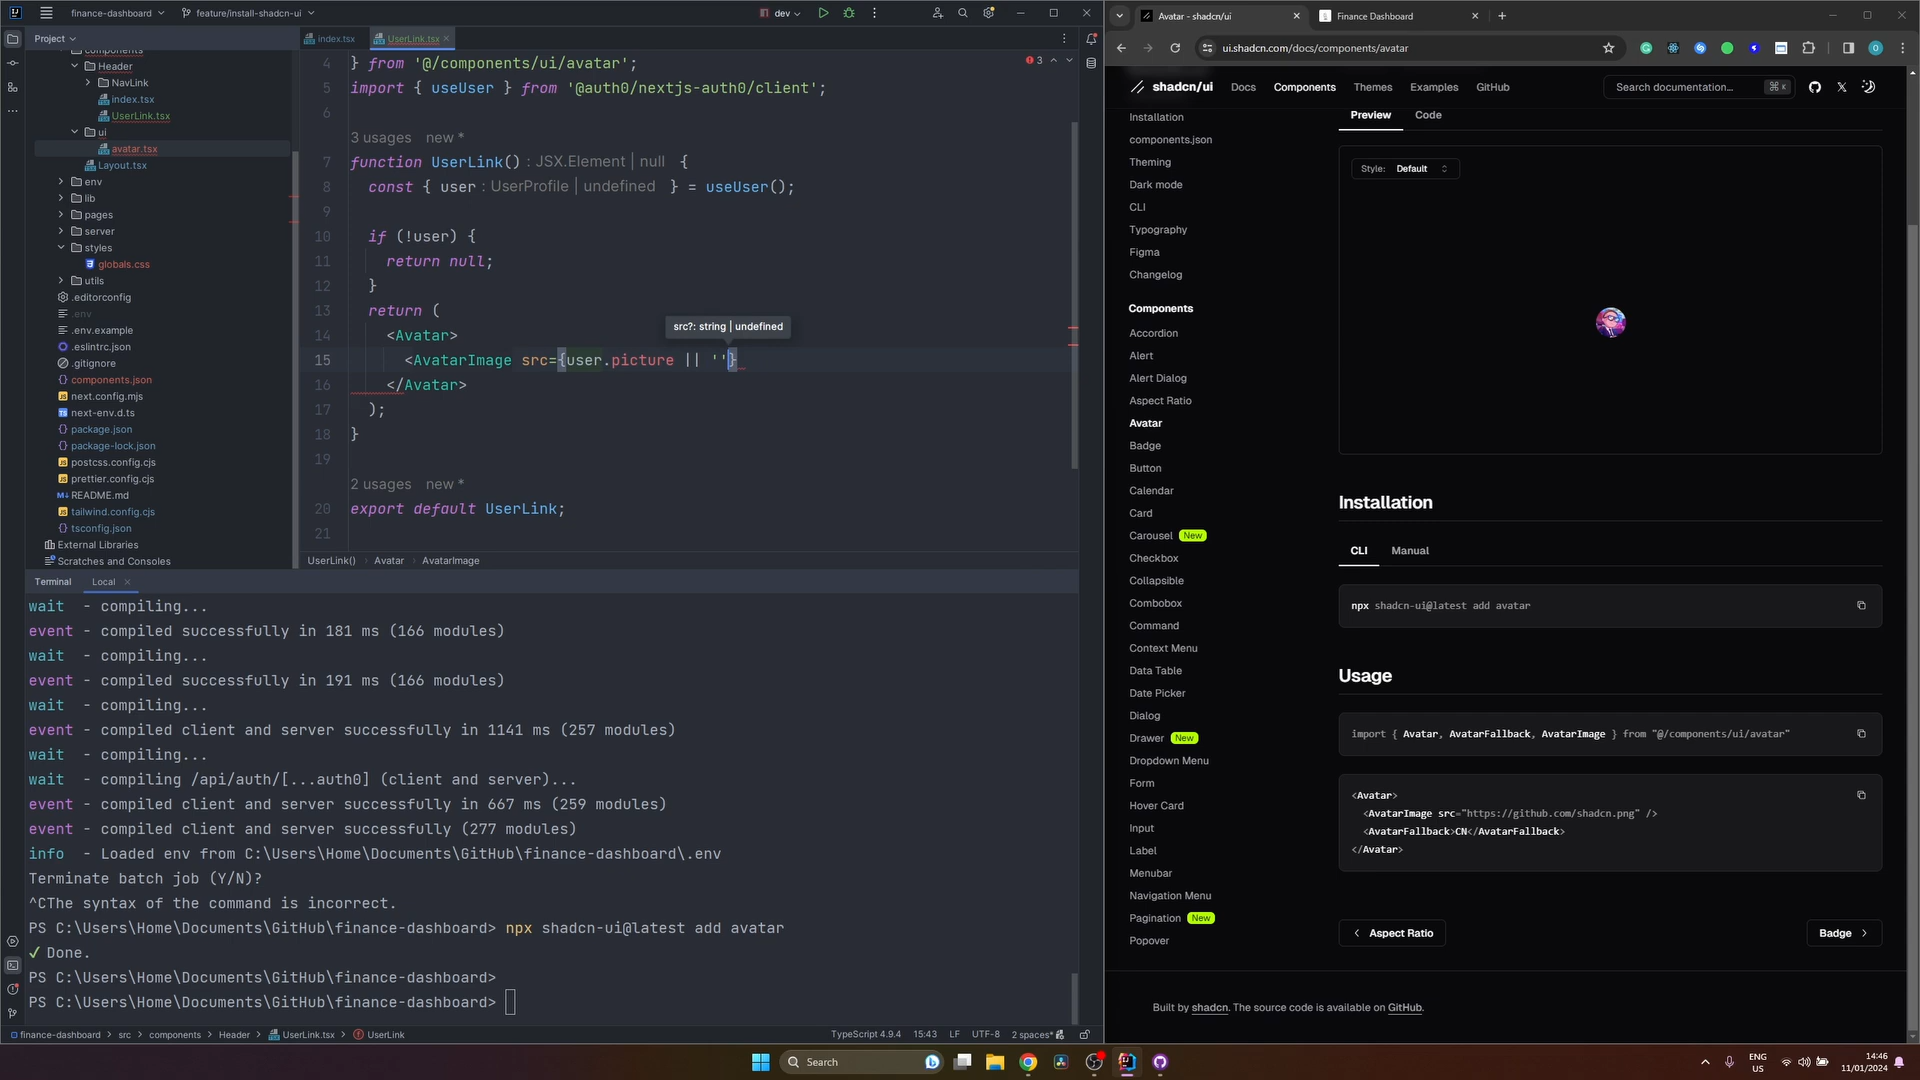 finance-dashboard
feature/install-shadcn-ui
dev
Project
components
Header
NavLink
index.tsx
UserLink.tsx
ui
avatar.tsx
Layout.tsx
env
lib
pages
server
styles
globals.css
utils
.editorconfig
.env
.env.example
.eslintrc.json
.gitignore
components.json
next.config.mjs
next-env.d.ts
package.json
package-lock.json
postcss.config.cjs
prettier.config.cjs
README.md
tailwind.config.cjs
tsconfig.json
External Libraries
Scratches and Consoles
index.tsx
UserLink.tsx
3
4 } from '@/components/ui/avatar';
5 import { useUser } from '@auth0/nextjs-auth0/client';
6
3 usages new *
7 function UserLink() : JSX.Element | null {
8 const { user : UserProfile | undefined } = useUser();
9
10 if (!user) {
11 return null;
12 }
13 return (
src?: string | undefined
14 <Avatar>
15 <AvatarImage src={user.picture || ''}
16 </Avatar>
17 );
18 }
19
2 usages new *
20 export default UserLink;
21
UserLink() > Avatar > AvatarImage
Terminal Local
wait - compiling...
event - compiled successfully in 181 ms (166 modules)
wait - compiling...
event - compiled successfully in 191 ms (166 modules)
wait - compiling...
event - compiled client and server successfully in 1141 ms (257 modules)
wait - compiling...
wait - compiling /api/auth/[...auth0] (client and server)...
event - compiled client and server successfully in 667 ms (259 modules)
event - compiled client and server successfully (277 modules)
info - Loaded env from C:\Users\Home\Documents\GitHub\finance-dashboard\.env
Terminate batch job (Y/N)?
^CThe syntax of the command is incorrect.
PS C:\Users\Home\Documents\GitHub\finance-dashboard> npx shadcn-ui@latest add avatar
✓ Done.
PS C:\Users\Home\Documents\GitHub\finance-dashboard>
PS C:\Users\Home\Documents\GitHub\finance-dashboard>
finance-dashboard > src > components > Header > UserLink.tsx > UserLink
TypeScript 4.9.4 15:43 LF UTF-8 2 spaces*
Avatar - shadcn/ui
Finance Dashboard
ui.shadcn.com/docs/components/avatar
shadcn/ui Docs Components Themes Examples GitHub
Search documentation... ⌘ K
Installation
components.json
Theming
Dark mode
CLI
Typography
Figma
Changelog
Components
Accordion
Alert
Alert Dialog
Aspect Ratio
Avatar
Badge
Button
Calendar
Card
Carousel New
Checkbox
Collapsible
Combobox
Command
Context Menu
Data Table
Date Picker
Dialog
Drawer New
Dropdown Menu
Form
Hover Card
Input
Label
Menubar
Navigation Menu
Pagination New
Popover
Preview Code
Style: Default
Installation
CLI Manual
npx shadcn-ui@latest add avatar
Usage
import { Avatar, AvatarFallback, AvatarImage } from "@/components/ui/avatar"
<Avatar>
<AvatarImage src="https://github.com/shadcn.png" />
<AvatarFallback>CN</AvatarFallback>
</Avatar>
Aspect Ratio
Badge
Built by shadcn. The source code is available on GitHub.
Search
ENG
US
14:46
11/01/2024